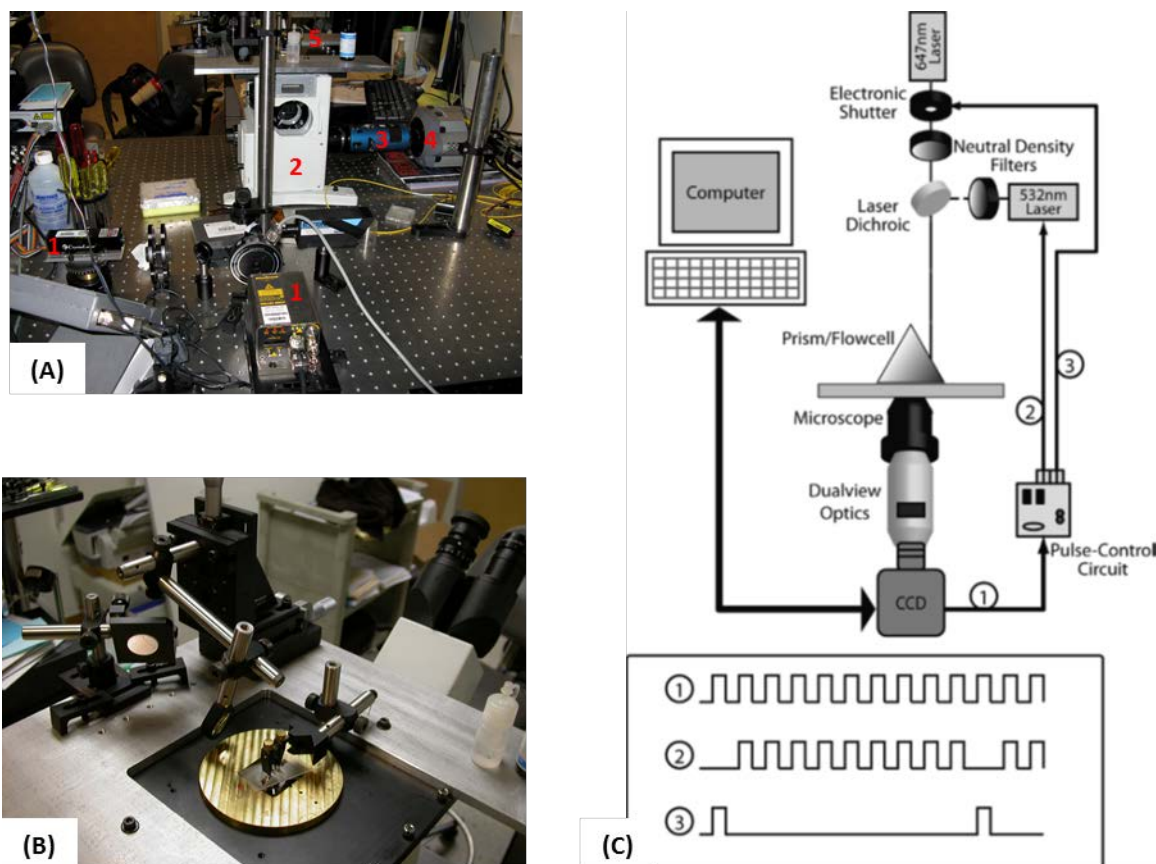 5
3
4
2
1
1
(A)
(B)
647nm
Laser
Electronic
Shutter
Neutral Density
Filters
Computer
532nm
Laser
Laser
Dichroic
Prism/Flowcell
3
2
Microscope
Dualview
Optics
8
Pulse-Control
Circuit
CCD
1
1
2
3
(C)